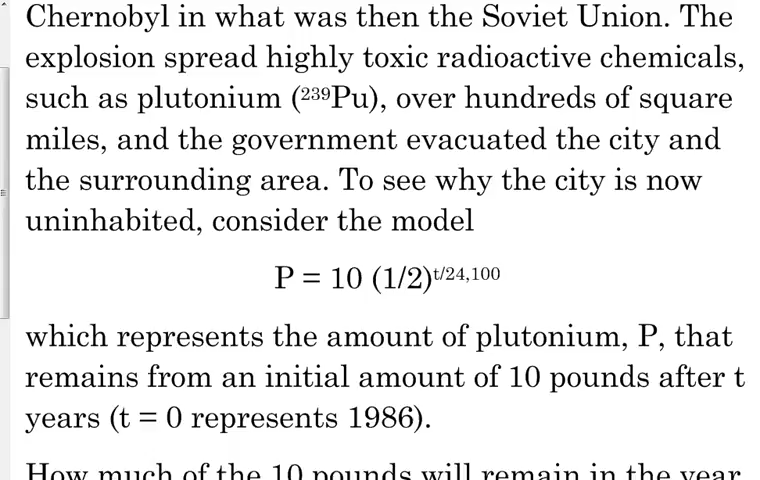 Chernobyl in what was then the Soviet Union. The
explosion spread highly toxic radioactive chemicals,
such as plutonium (²³⁹Pu), over hundreds of square
miles, and the government evacuated the city and
the surrounding area. To see why the city is now
uninhabited, consider the model
P = 10 (1/2)^t/24,100
which represents the amount of plutonium, P, that
remains from an initial amount of 10 pounds after t
years (t = 0 represents 1986).
How much of the 10 pounds will remain in the year